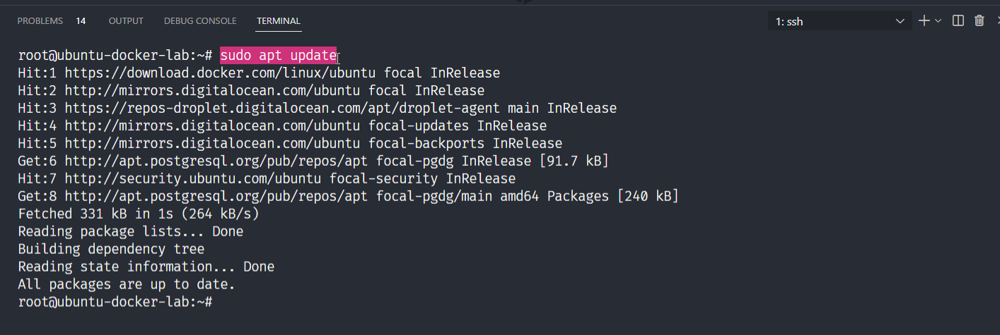 PROBLEMS 14 OUTPUT DEBUG CONSOLE TERMINAL 1: ssh
root@ubuntu-docker-lab:~# sudo apt update
Hit:1 https://download.docker.com/linux/ubuntu focal InRelease
Hit:2 http://mirrors.digitalocean.com/ubuntu focal InRelease
Hit:3 https://repos-droplet.digitalocean.com/apt/droplet-agent main InRelease
Hit:4 http://mirrors.digitalocean.com/ubuntu focal-updates InRelease
Hit:5 http://mirrors.digitalocean.com/ubuntu focal-backports InRelease
Get:6 http://apt.postgresql.org/pub/repos/apt focal-pgdg InRelease [91.7 kB]
Hit:7 http://security.ubuntu.com/ubuntu focal-security InRelease
Get:8 http://apt.postgresql.org/pub/repos/apt focal-pgdg/main amd64 Packages [240 kB]
Fetched 331 kB in 1s (264 kB/s)
Reading package lists... Done
Building dependency tree
Reading state information... Done
All packages are up to date.
root@ubuntu-docker-lab:~#